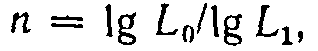 n = lg L₀/lg L₁,